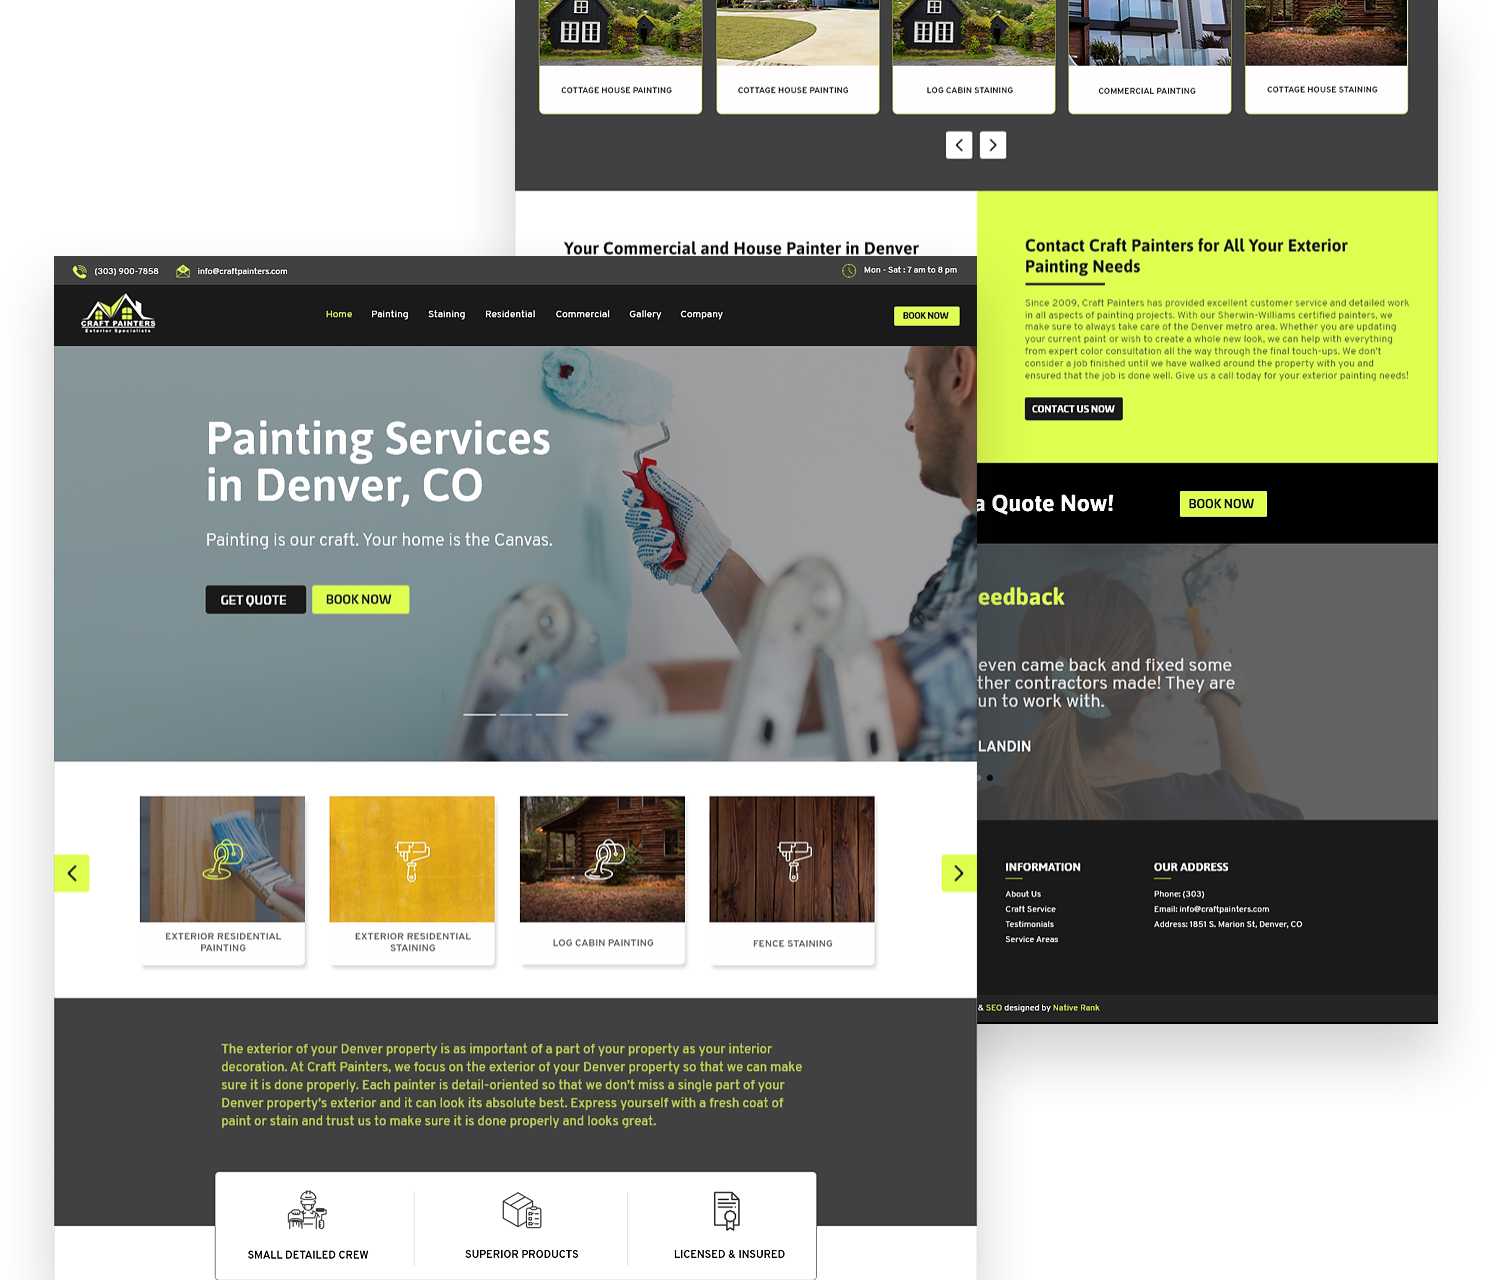 COTTAGE HOUSE PAINTING
COTTAGE HOUSE PAINTING
LOG CABIN STAINING
COMMERCIAL PAINTING
COTTAGE HOUSE STAINING
Your Commercial and House Painter in Denver
Contact Craft Painters for All Your Exterior
Painting Needs
Since 2009, Craft Painters has provided excellent customer service and detailed work
in all aspects of painting projects. With our Sherwin-Williams certified painters, we
make sure to always take care of the Denver metro area. Whether you are updating
your current paint or wish to create a whole new look, we can help with everything
from expert color consultation all the way through the final touch-ups. We don't
consider a job finished until we have walked around the property with you and
ensured that the job is done well. Give us a call today for your exterior painting needs!
CONTACT US NOW
a Quote Now!
BOOK NOW
eedback
even came back and fixed some
ther contractors made! They are
un to work with.
LANDIN
INFORMATION
About Us
Craft Service
Testimonials
Service Areas
OUR ADDRESS
Phone: (303)
Email: info@craftpainters.com
Address: 1851 S. Marion St, Denver, CO
& SEO designed by Native Rank
(303) 900-7858
info@craftpainters.com
Mon - Sat : 7 am to 8 pm
CRAFT PAINTERS
Exterior Specialists
Home
Painting
Staining
Residential
Commercial
Gallery
Company
BOOK NOW
Painting Services
in Denver, CO
Painting is our craft. Your home is the Canvas.
GET QUOTE
BOOK NOW
EXTERIOR RESIDENTIAL
PAINTING
EXTERIOR RESIDENTIAL
STAINING
LOG CABIN PAINTING
FENCE STAINING
The exterior of your Denver property is as important of a part of your property as your interior
decoration. At Craft Painters, we focus on the exterior of your Denver property so that we can make
sure it is done properly. Each painter is detail-oriented so that we don't miss a single part of your
Denver property's exterior and it can look its absolute best. Express yourself with a fresh coat of
paint or stain and trust us to make sure it is done properly and looks great.
SMALL DETAILED CREW
SUPERIOR PRODUCTS
LICENSED & INSURED